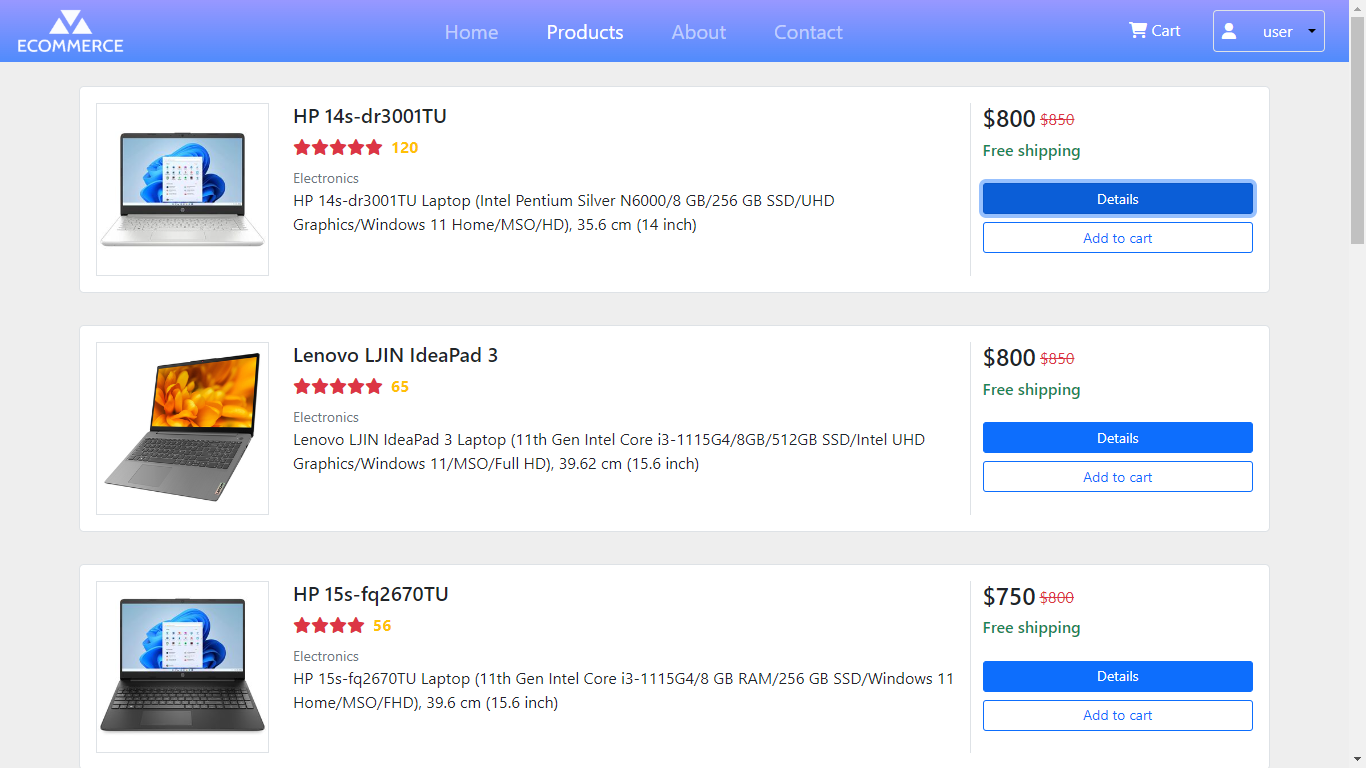 ECOMMERCE
Home
Products
About
Contact
Cart
user
HP 14s-dr3001TU
120
Electronics
HP 14s-dr3001TU Laptop (Intel Pentium Silver N6000/8 GB/256 GB SSD/UHD
Graphics/Windows 11 Home/MSO/HD), 35.6 cm (14 inch)
$800 $850
Free shipping
Details
Add to cart
Lenovo LJIN IdeaPad 3
65
Electronics
Lenovo LJIN IdeaPad 3 Laptop (11th Gen Intel Core i3-1115G4/8GB/512GB SSD/Intel UHD
Graphics/Windows 11/MSO/Full HD), 39.62 cm (15.6 inch)
$800 $850
Free shipping
Details
Add to cart
HP 15s-fq2670TU
56
Electronics
HP 15s-fq2670TU Laptop (11th Gen Intel Core i3-1115G4/8 GB RAM/256 GB SSD/Windows 11
Home/MSO/FHD), 39.6 cm (15.6 inch)
$750 $800
Free shipping
Details
Add to cart